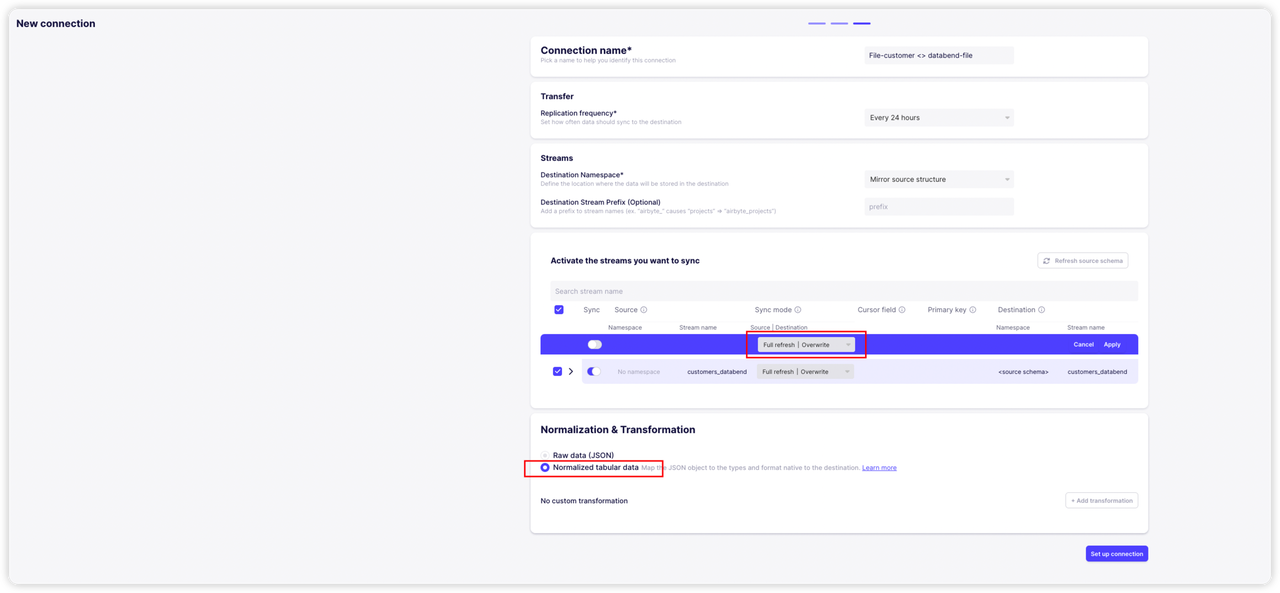 New connection
Connection name*
Pick a name to help you identify this connection
File-customer <> databend-file
Transfer
Replication frequency*
Set how often data should sync to the destination
Every 24 hours
Streams
Destination Namespace*
Define the location where the data will be stored in the destination
Mirror source structure
Destination Stream Prefix (Optional)
Add a prefix to stream names (ex. "airbyte_" causes "projects" => "airbyte_projects")
prefix
Activate the streams you want to sync
Refresh source schema
Search stream name
Sync Source Sync mode Cursor field Primary key Destination
Namespace Stream name Source | Destination Namespace Stream name
Full refresh | Overwrite Cancel Apply
No namespace customers_databend Full refresh | Overwrite <source schema> customers_databend
Normalization & Transformation
Raw data (JSON)
Normalized tabular data Map the JSON object to the types and format native to the destination. Learn more
No custom transformation
+ Add transformation
Set up connection